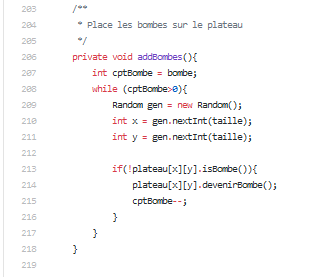 203 /**
204 * Place les bombes sur le plateau
205 */
206 private void addBombes(){
207 int cptBombe = bombe;
208 while (cptBombe>0){
209 Random gen = new Random();
210 int x = gen.nextInt(taille);
211 int y = gen.nextInt(taille);
212
213 if(!plateau[x][y].isBombe()){
214 plateau[x][y].devenirBombe();
215 cptBombe--;
216 }
217 }
218 }
219